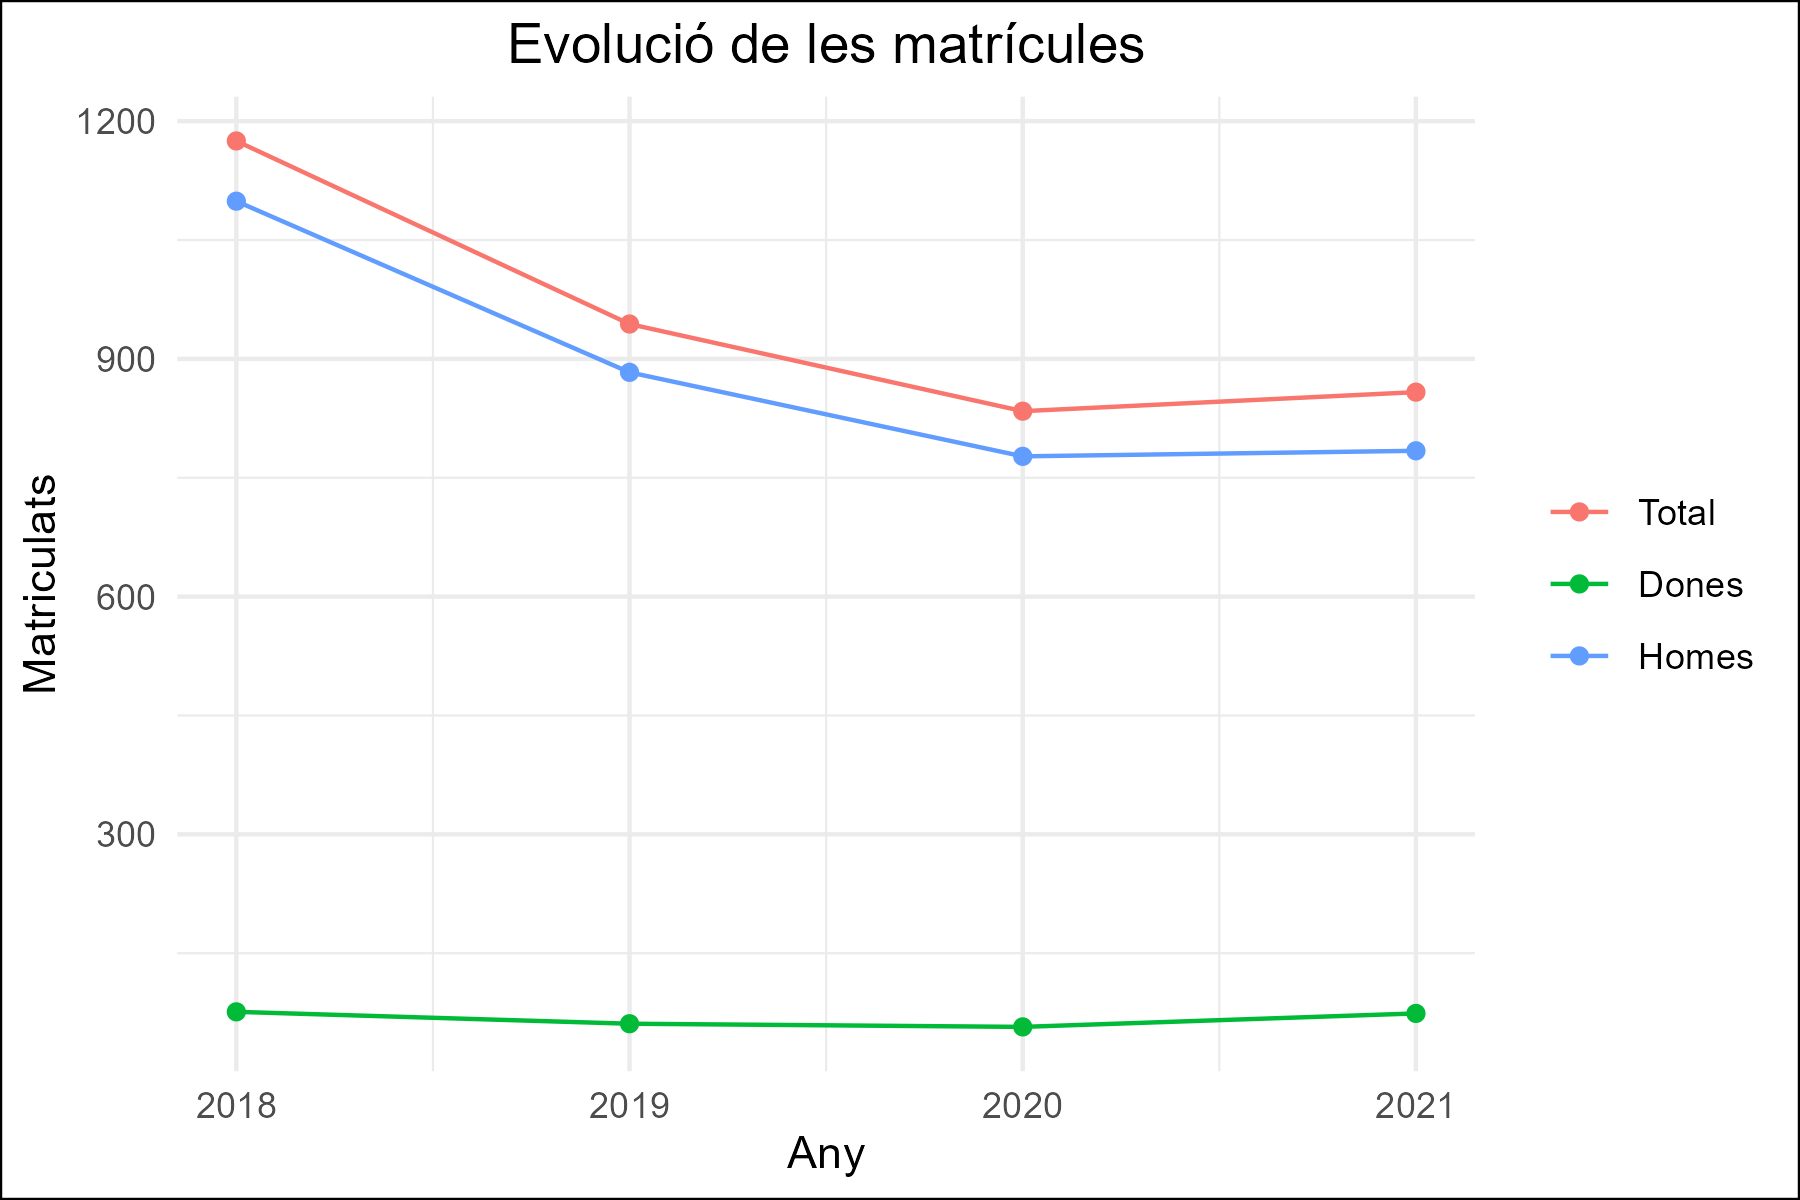 Evolució de les matrícules
1200
900
600
300
Matriculats
2018
2019
2020
2021
Any
Total
Dones
Homes